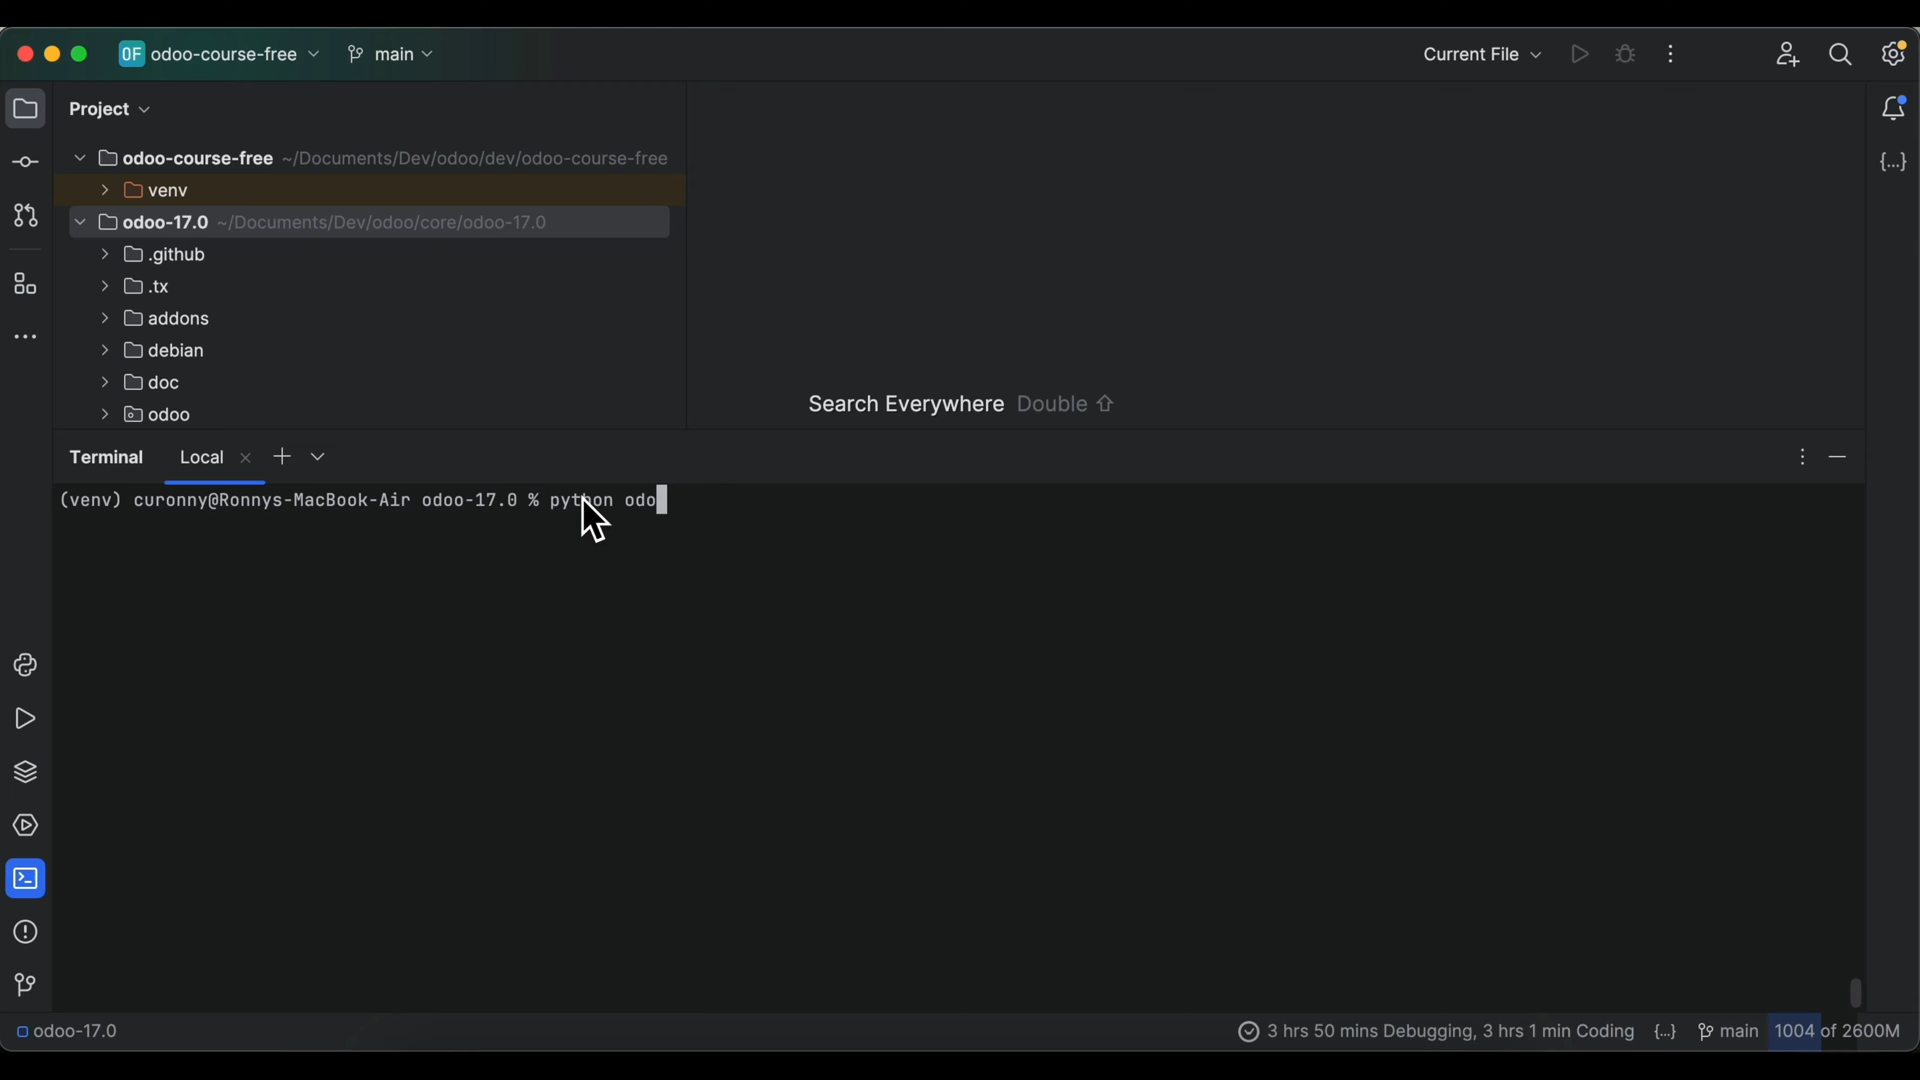 OF odoo-course-free main Current File
Project
odoo-course-free ~/Documents/Dev/odoo/dev/odoo-course-free
venv
odoo-17.0 ~/Documents/Dev/odoo/core/odoo-17.0
.github
.tx
addons
debian
doc
odoo
Search Everywhere Double ⇧
Terminal Local
(venv) curonny@Ronnys-MacBook-Air odoo-17.0 % python odo
odoo-17.0 3 hrs 50 mins Debugging, 3 hrs 1 min Coding {...} main 1004 of 2600M